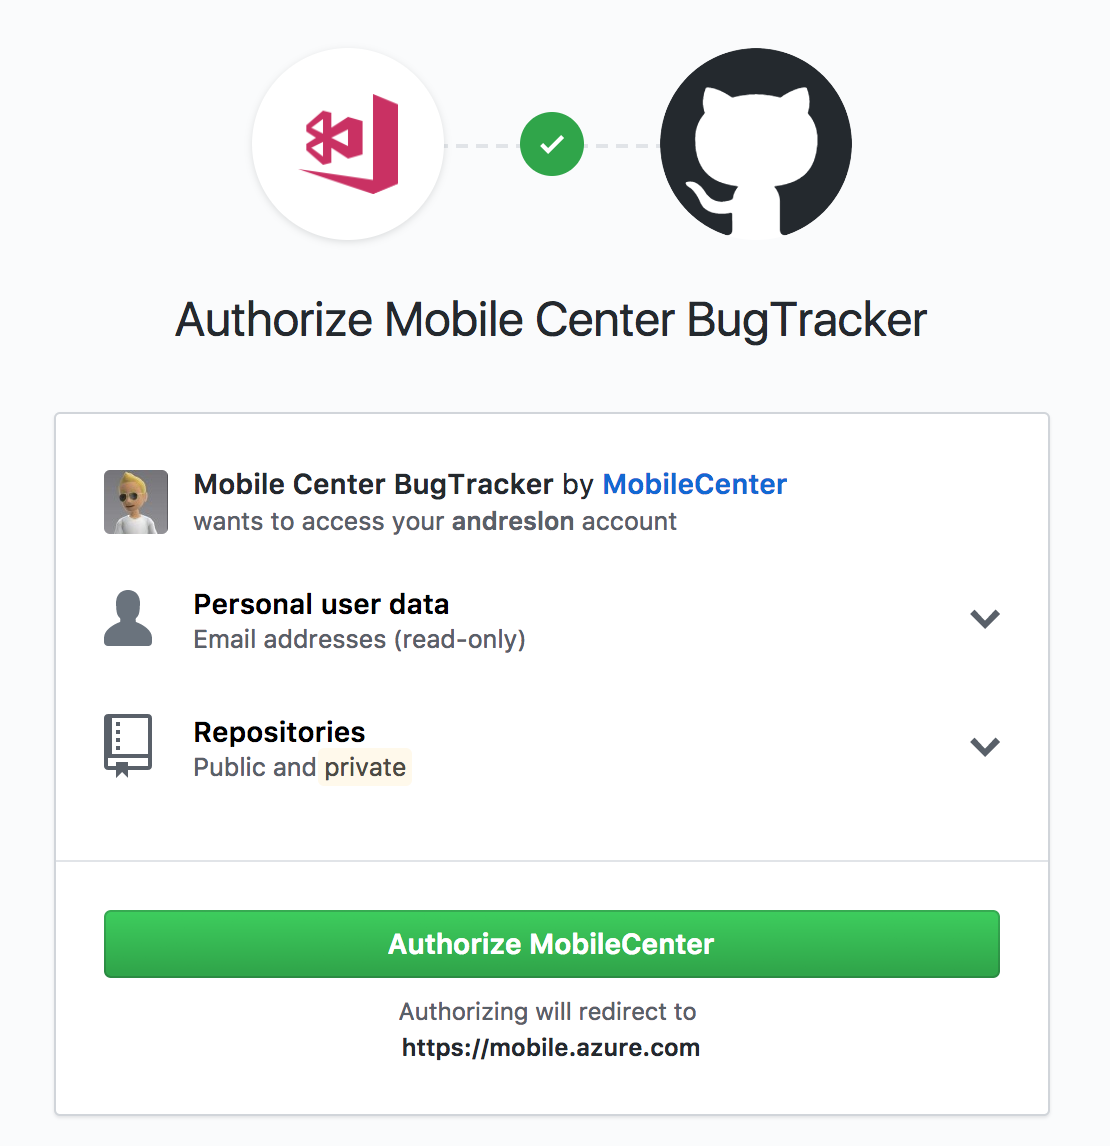 Authorize Mobile Center BugTracker
Mobile Center BugTracker by MobileCenter
wants to access your andreslon account
Personal user data
Email addresses (read-only)
Repositories
Public and private
Authorize MobileCenter
Authorizing will redirect to
https://mobile.azure.com